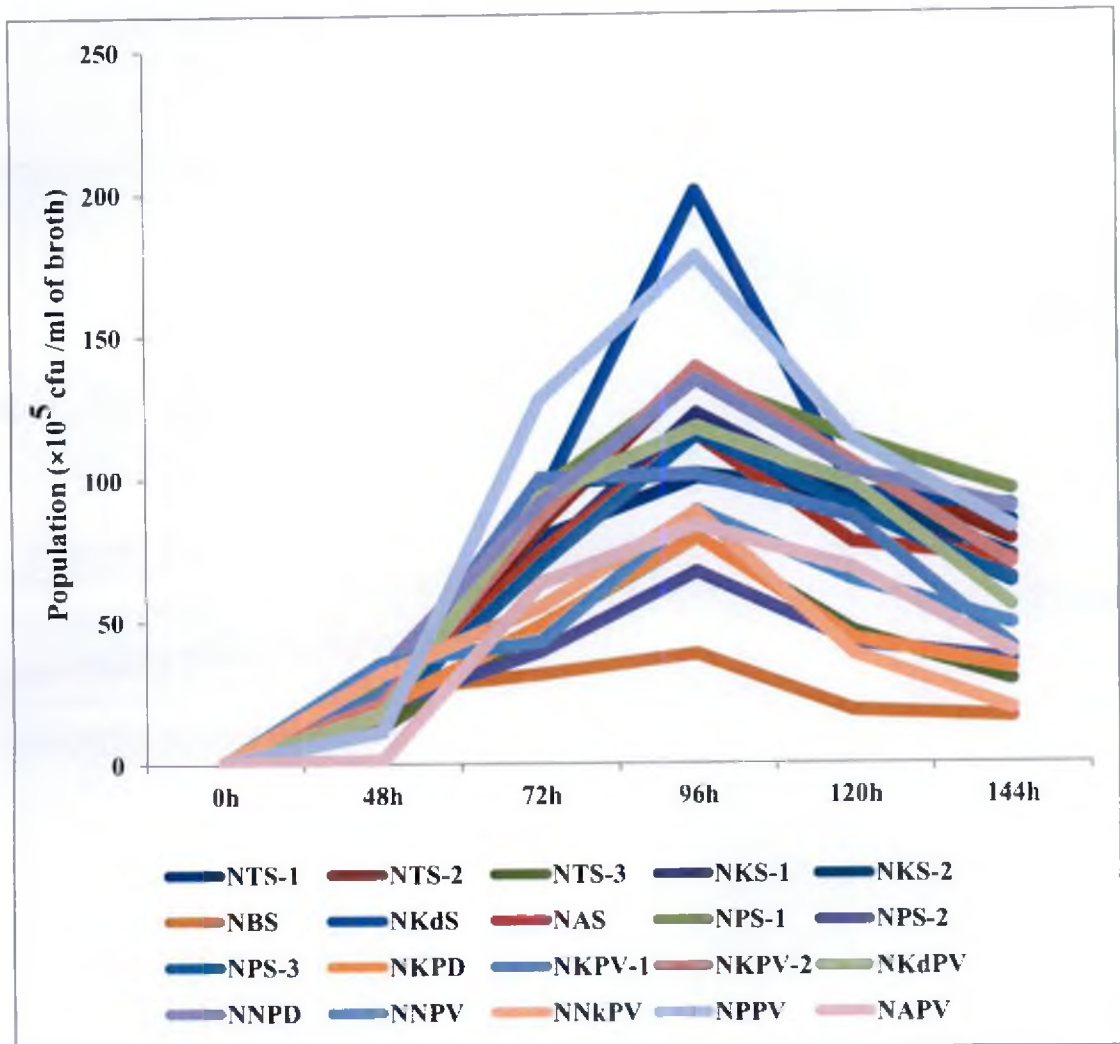 250
200
150
100
50
0
Population (×10⁻⁵ cfu /ml of broth)
0h 48h 72h 96h 120h 144h
NTS-1 NTS-2 NTS-3 NKS-1 NKS-2
NBS NKdS NAS NPS-1 NPS-2
NPS-3 NKPD NKPV-1 NKPV-2 NKdPV
NNPD NNPV NNkPV NPPV NAPV